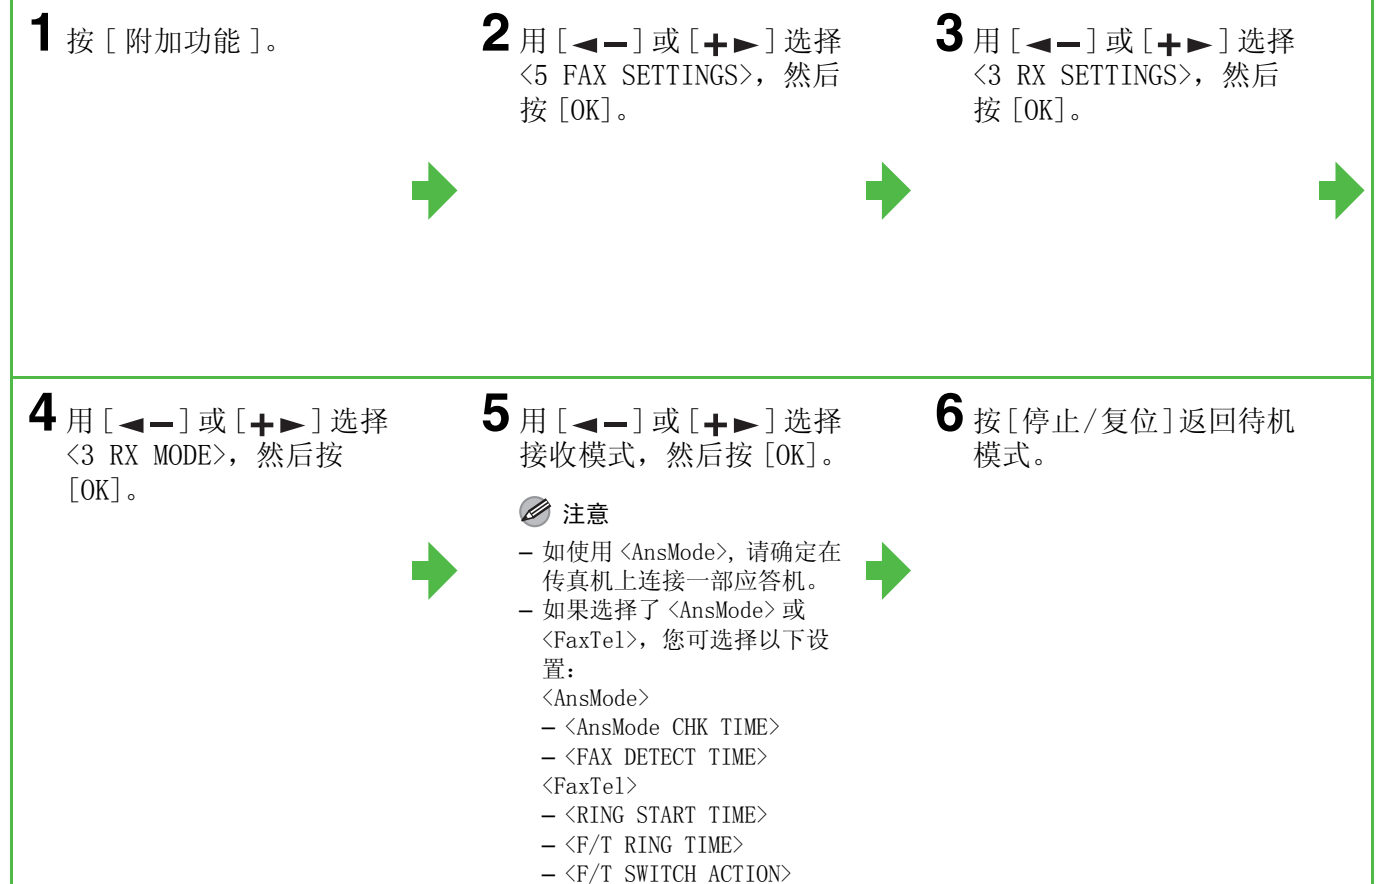 1 按[附加功能]。
2 用[◄−]或[+►]选择
<5 FAX SETTINGS>，然后
按[OK]。
3 用[◄−]或[+►]选择
<3 RX SETTINGS>，然后
按[OK]。
4 用[◄−]或[+►]选择
<3 RX MODE>，然后按
[OK]。
5 用[◄−]或[+►]选择
接收模式，然后按[OK]。
注意
– 如使用<AnsMode>，请确定在
传真机上连接一部应答机。
– 如果选择了<AnsMode>或
<FaxTel>，您可选择以下设
置：
<AnsMode>
– <AnsMode CHK TIME>
– <FAX DETECT TIME>
<FaxTel>
– <RING START TIME>
– <F/T RING TIME>
– <F/T SWITCH ACTION>
6 按[停止/复位]返回待机
模式。